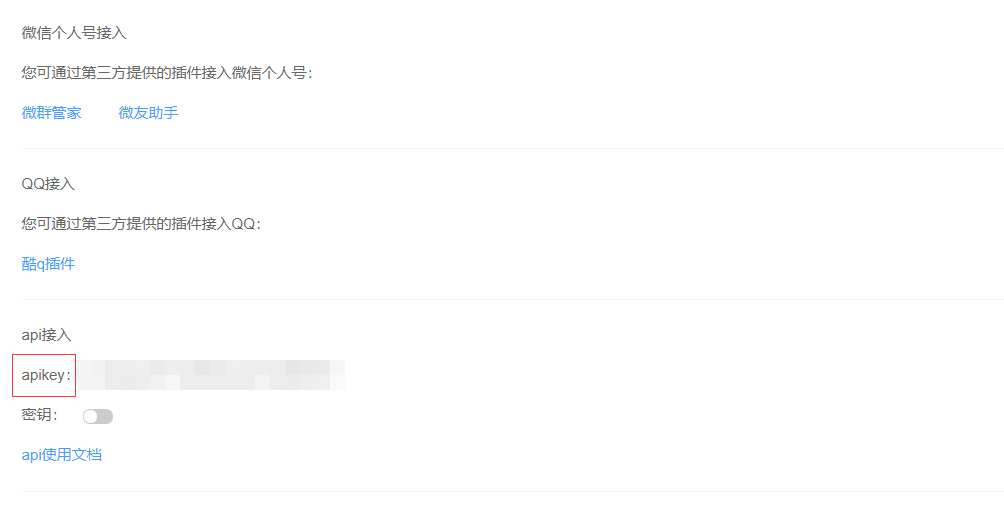 微信个人号接入
您可通过第三方提供的插件接入微信个人号：
微群管家 微友助手
QQ接入
您可通过第三方提供的插件接入QQ：
酷q插件
api接入
apikey：
密钥：
api使用文档